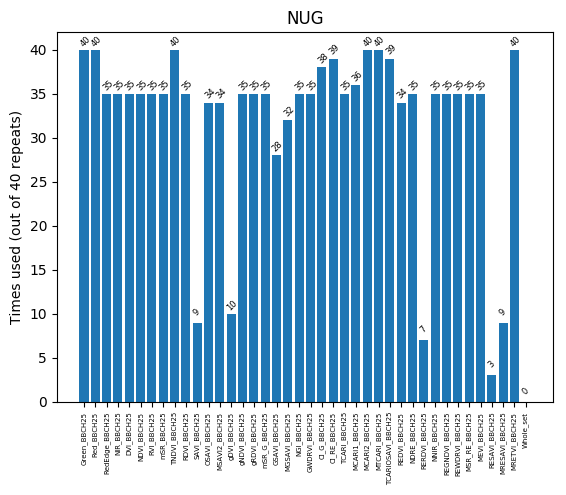 NUG
Times used (out of 40 repeats)
40
35
30
25
20
15
10
5
0
40
40
35
35
35
35
35
35
40
35
9
34
34
10
35
35
35
28
32
35
35
38
39
35
36
40
40
39
34
35
7
35
35
35
35
35
3
9
40
0
Green_BBCH25
Red_BBCH25
RedEdge_BBCH25
NIR_BBCH25
DVI_BBCH25
NDVI_BBCH25
RVI_BBCH25
mSR_BBCH25
TNDVI_BBCH25
RDVI_BBCH25
SAVI_BBCH25
OSAVI_BBCH25
MSAVI2_BBCH25
gDVI_BBCH25
gNDVI_BBCH25
gRDVI_BBCH25
mSR_G_BBCH25
GSAVI_BBCH25
MGSAVI_BBCH25
NGI_BBCH25
GWDRVI_BBCH25
CI_G_BBCH25
CI_RE_BBCH25
TCARI_BBCH25
MCARI1_BBCH25
MCARI2_BBCH25
MTCARI_BBCH25
TCARIOSAVI_BBCH25
REDVI_BBCH25
NDRE_BBCH25
RERDVI_BBCH25
NNIR_BBCH25
REGNDVI_BBCH25
REWDRVI_BBCH25
MSR_RE_BBCH25
MEVI_BBCH25
RESAVI_BBCH25
MRESAVI_BBCH25
MRETVI_BBCH25
Whole_set